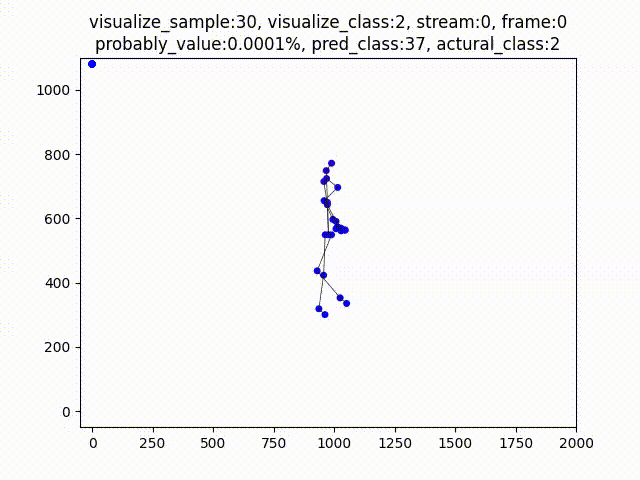 visualize_sample:30, visualize_class:2, stream:0, frame:0
probably_value:0.0001%, pred_class:37, actural_class:2
1000
800
600
400
200
0
0 250 500 750 1000 1250 1500 1750 2000